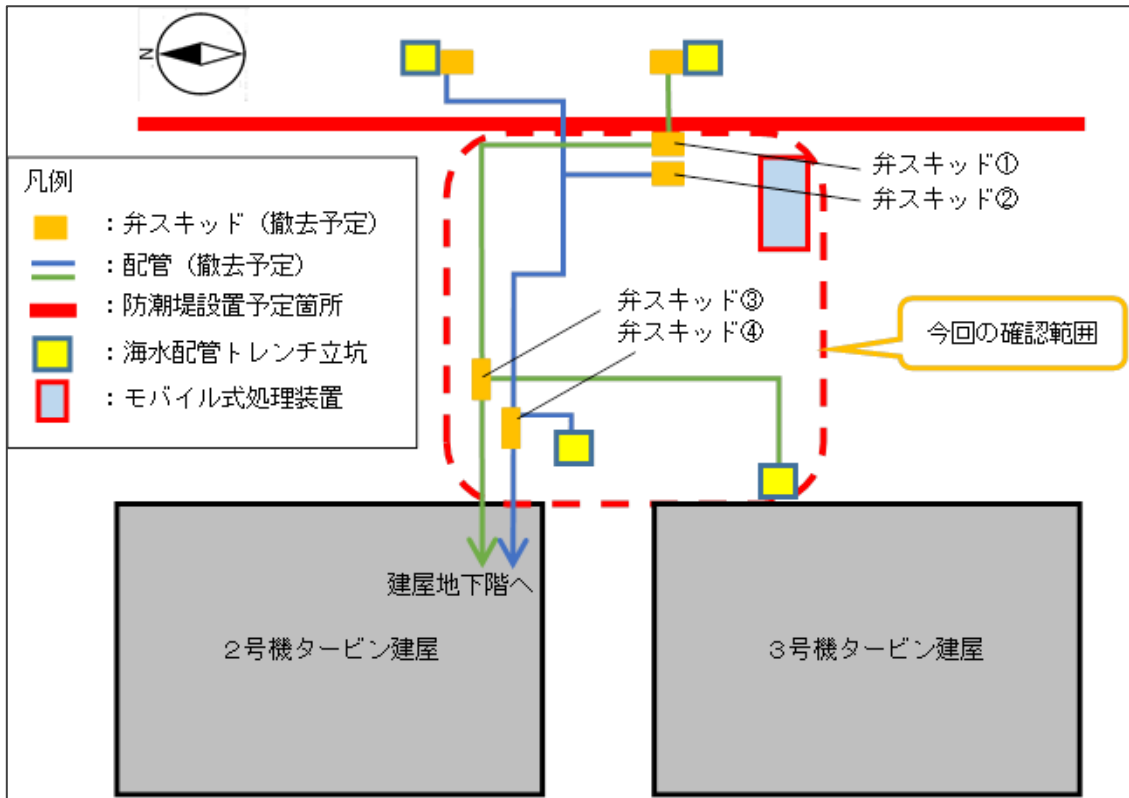 N
凡例
：弁スキッド（撤去予定）
：配管（撤去予定）
：防潮堤設置予定箇所
：海水配管トレンチ立坑
：モバイル式処理装置
弁スキッド①
弁スキッド②
弁スキッド③
弁スキッド④
今回の確認範囲
建屋地下階へ
２号機タービン建屋
３号機タービン建屋